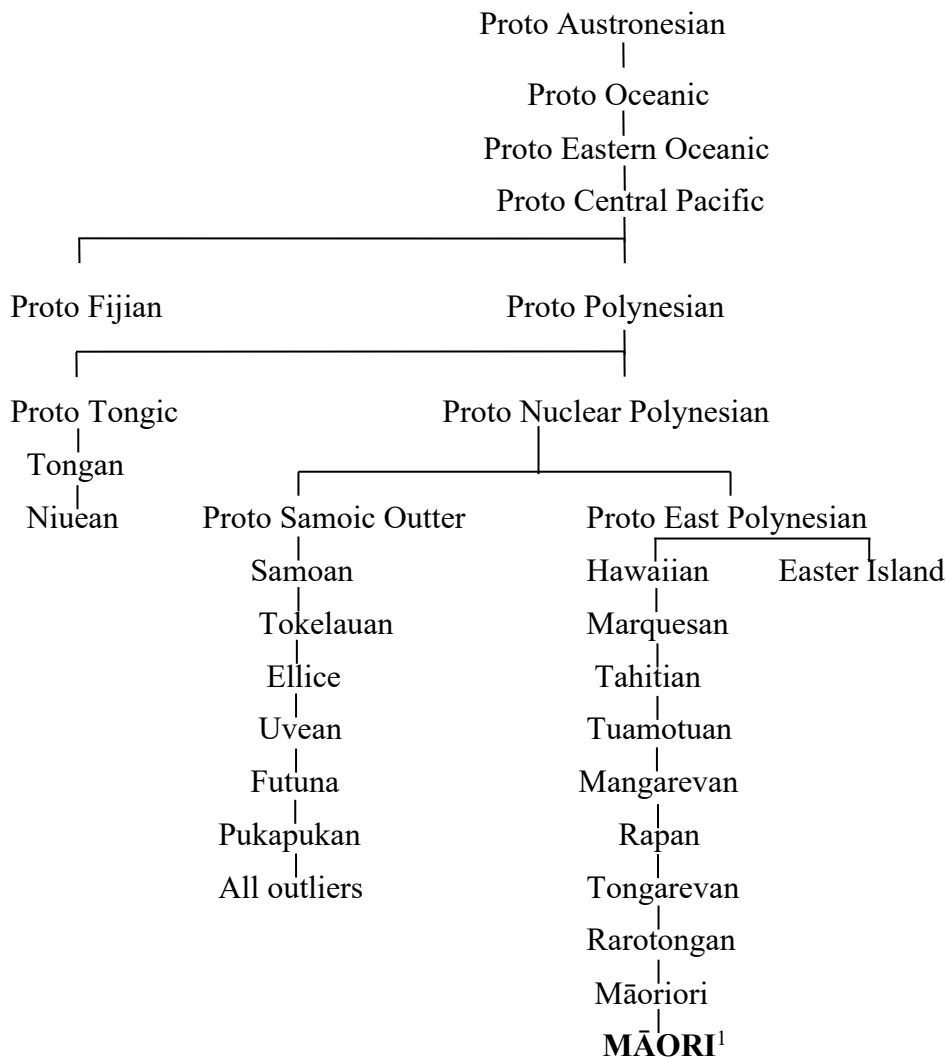 Proto Austronesian
Proto Oceanic
Proto Eastern Oceanic
Proto Central Pacific
Proto Fijian Proto Polynesian
Proto Tongic Proto Nuclear Polynesian
Tongan
Niuean Proto Samoic Outter Proto East Polynesian
Samoan Hawaiian Easter Island
Tokelauan Marquesan
Ellice Tahitian
Uvean Tuamotuan
Futuna Mangarevan
Pukapukan Rapan
All outliers Tongarevan
Rarotongan
Māoriori
MĀORI¹